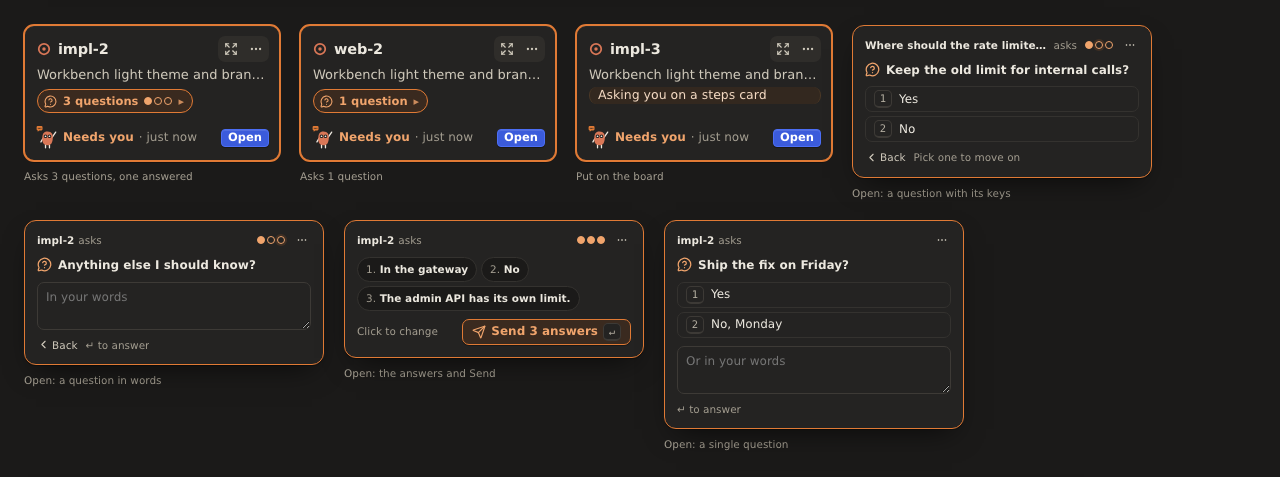 impl-2
Workbench light theme and bran…
3 questions
Needs you · just now
Open
Asks 3 questions, one answered
web-2
Workbench light theme and bran…
1 question
Needs you · just now
Open
Asks 1 question
impl-3
Workbench light theme and bran…
Asking you on a steps card
Needs you · just now
Open
Put on the board
Where should the rate limite… asks
Keep the old limit for internal calls?
1 Yes
2 No
Back Pick one to move on
Open: a question with its keys
impl-2 asks
Anything else I should know?
In your words
Back ↵ to answer
Open: a question in words
impl-2 asks
1. In the gateway
2. No
3. The admin API has its own limit.
Click to change
Send 3 answers ↵
Open: the answers and Send
impl-2 asks
Ship the fix on Friday?
1 Yes
2 No, Monday
Or in your words
↵ to answer
Open: a single question